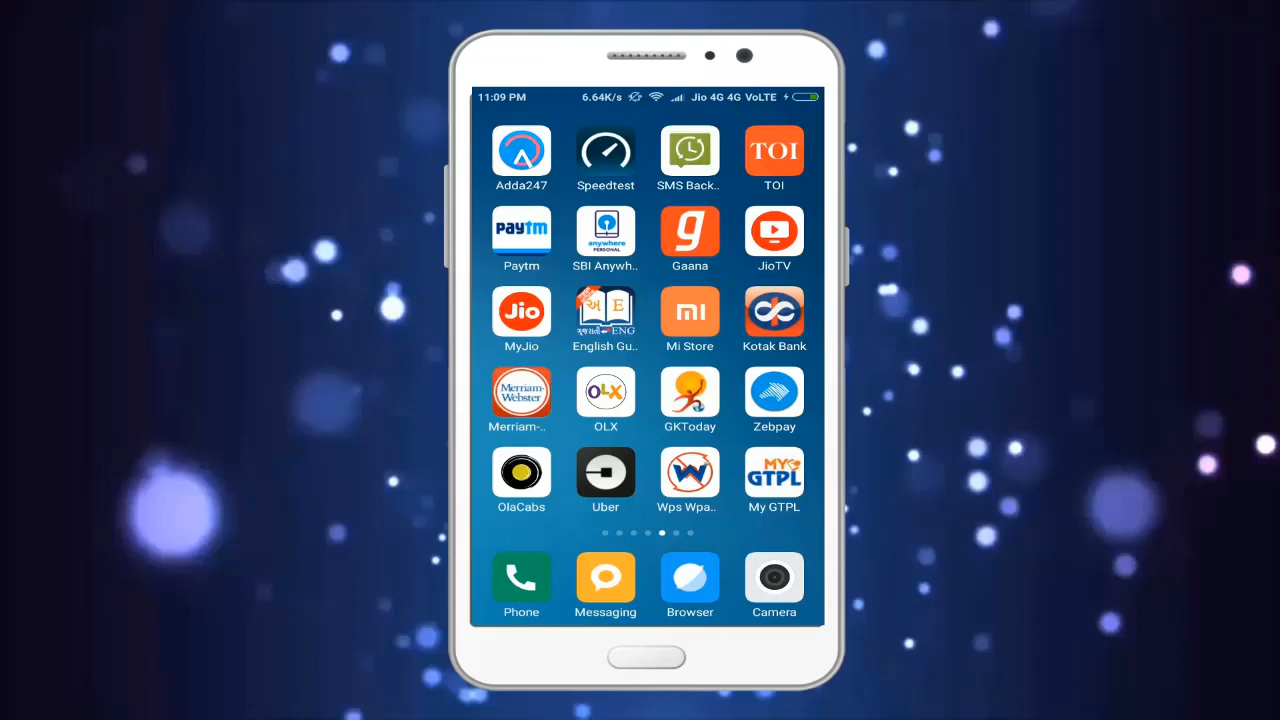 11:09 PM 6.64K/s Jio 4G 4G VoLTE
TOI
Adda247 Speedtest SMS Back.. TOI
paytm anywhere PERSONAL g
Paytm SBI Anywh.. Gaana JioTV
Jio અ E ગુજરાતી ENG mi
MyJio English Gu.. Mi Store Kotak Bank
Merriam-Webster OLX
Merriam-.. OLX GKToday Zebpay
W MY GTPL
OlaCabs Uber Wps Wpa.. My GTPL
Phone Messaging Browser Camera